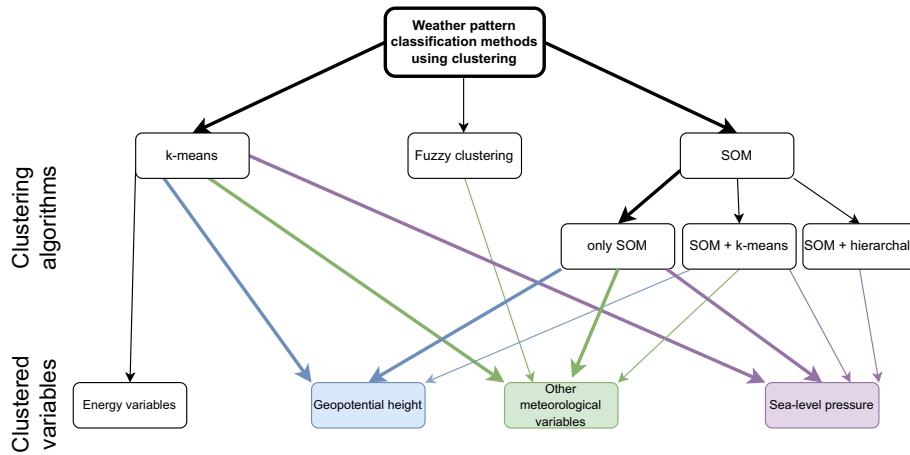 Weather pattern
classification methods
using clustering
Clustering
algorithms
k-means
Fuzzy clustering
SOM
only SOM
SOM + k-means
SOM + hierarchal
Clustered
variables
Energy variables
Geopotential height
Other
meteorological
variables
Sea-level pressure